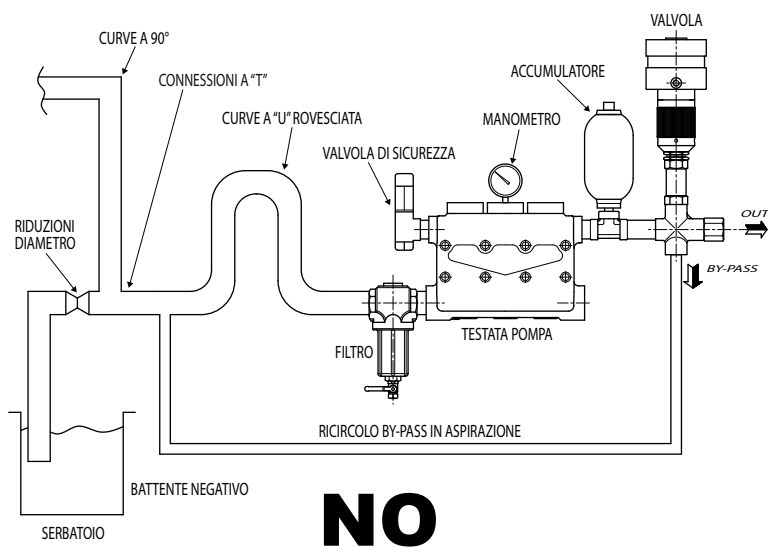 VALVOLA
CURVE A 90°
CONNESSIONI A “T”
ACCUMULATORE
CURVE A “U” ROVESCIATA
MANOMETRO
VALVOLA DI SICUREZZA
RIDUZIONI
DIAMETRO
OUT
BY-PASS
TESTATA POMPA
FILTRO
RICIRCOLO BY-PASS IN ASPIRAZIONE
BATTENTE NEGATIVO
SERBATOIO
NO